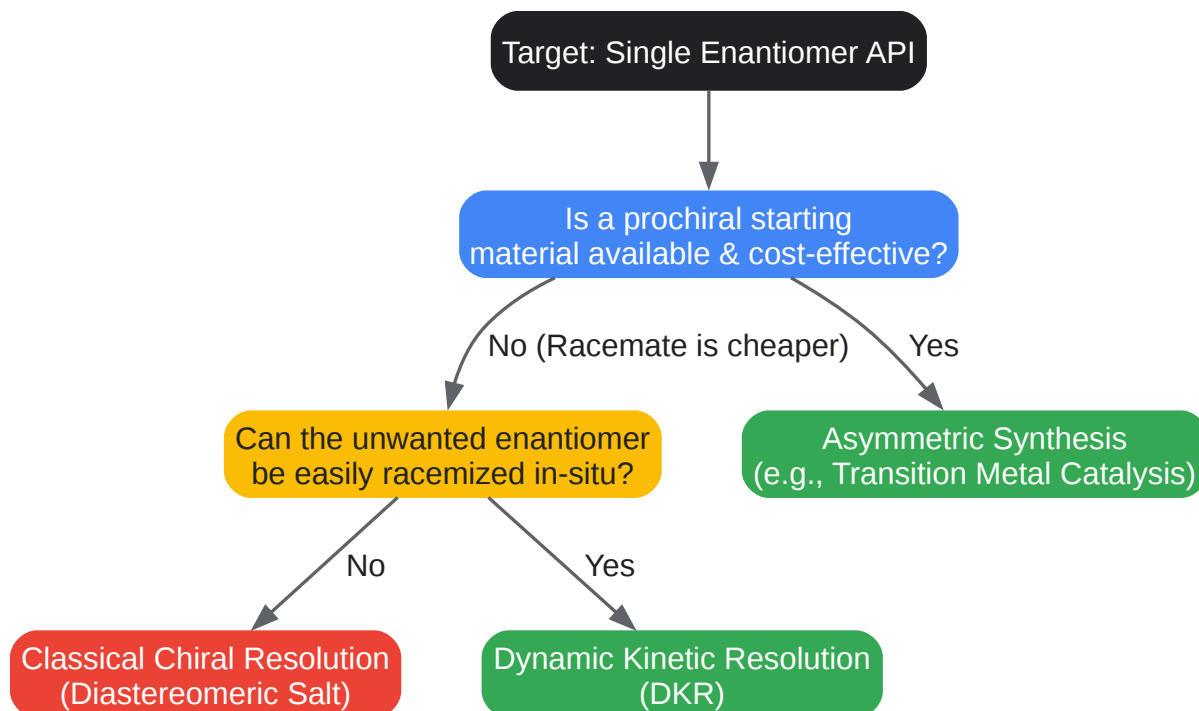 Target: Single Enantiomer API
Is a prochiral starting
material available & cost-effective?
No (Racemate is cheaper)
Yes
Can the unwanted enantiomer
be easily racemized in-situ?
Asymmetric Synthesis
(e.g., Transition Metal Catalysis)
No
Yes
Classical Chiral Resolution
(Diastereomeric Salt)
Dynamic Kinetic Resolution
(DKR)